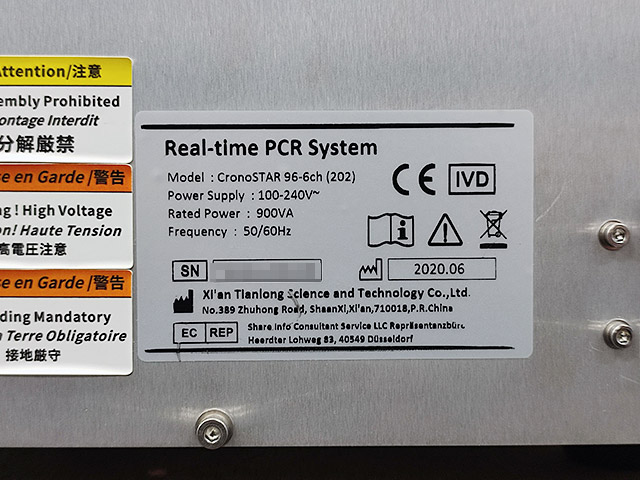 Attention/注意
embly Prohibited
ontage Interdit
分解厳禁
se en Garde/警告
g! High Voltage
on! Haute Tension
高電圧注意
se en Garde/警告
ding Mandatory
n Terre Obligatoire
接地厳守
Real-time PCR System
Model : CronoSTAR 96-6ch (202)
Power Supply : 100-240V~
Rated Power : 900VA
Frequency : 50/60Hz
CE IVD
SN
2020.06
Xi'an Tianlong Science and Technology Co.,Ltd.
No.389 Zhuhong Road, ShaanXi,Xi'an,710018,P.R.China
EC REP
Share Info Consultant Service LLC Repräsentanzbüro
Heerdter Lohweg 83, 40549 Düsseldorf